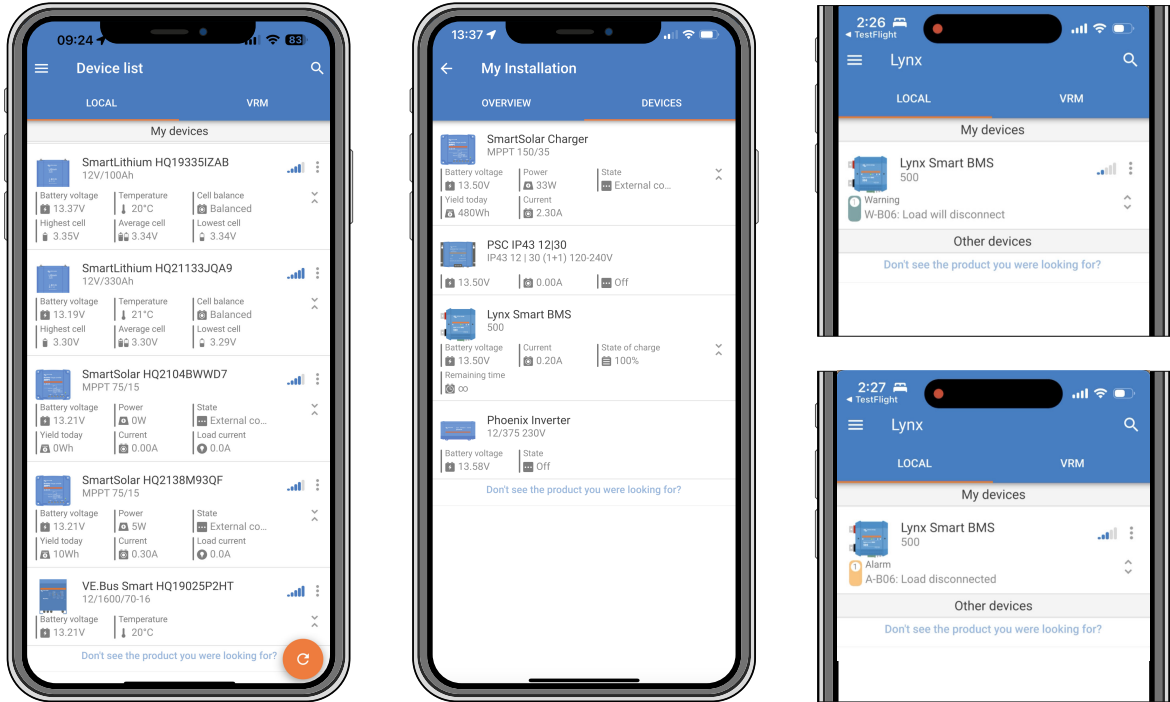 09:24
83
Device list
LOCAL VRM
My devices
SmartLithium HQ19335IZAB
12V/100Ah
Battery voltage Temperature Cell balance
13.37V 20°C Balanced
Highest cell Average cell Lowest cell
3.35V 3.34V 3.34V
SmartLithium HQ21133JQA9
12V/330Ah
Battery voltage Temperature Cell balance
13.19V 21°C Balanced
Highest cell Average cell Lowest cell
3.30V 3.30V 3.29V
SmartSolar HQ2104BWWD7
MPPT 75/15
Battery voltage Power State
13.21V 0W External co...
Yield today Current Load current
0Wh 0.00A 0.0A
SmartSolar HQ2138M93QF
MPPT 75/15
Battery voltage Power State
13.21V 5W External co...
Yield today Current Load current
10Wh 0.30A 0.0A
VE.Bus Smart HQ19025P2HT
12/1600/70-16
Battery voltage Temperature
13.21V 20°C
Don't see the product you were looking for?
13:37
My Installation
OVERVIEW DEVICES
SmartSolar Charger
MPPT 150/35
Battery voltage Power State
13.50V 33W External co...
Yield today Current
480Wh 2.30A
PSC IP43 12|30
IP43 12 | 30 (1+1) 120-240V
13.50V 0.00A Off
Lynx Smart BMS
500
Battery voltage Current State of charge
13.50V 0.20A 100%
Remaining time
∞
Phoenix Inverter
12/375 230V
Battery voltage State
13.58V Off
Don't see the product you were looking for?
2:26
◀ TestFlight
Lynx
LOCAL VRM
My devices
Lynx Smart BMS
500
1 Warning
W-B06: Load will disconnect
Other devices
Don't see the product you were looking for?
2:27
◀ TestFlight
Lynx
LOCAL VRM
My devices
Lynx Smart BMS
500
1 Alarm
A-B06: Load disconnected
Other devices
Don't see the product you were looking for?